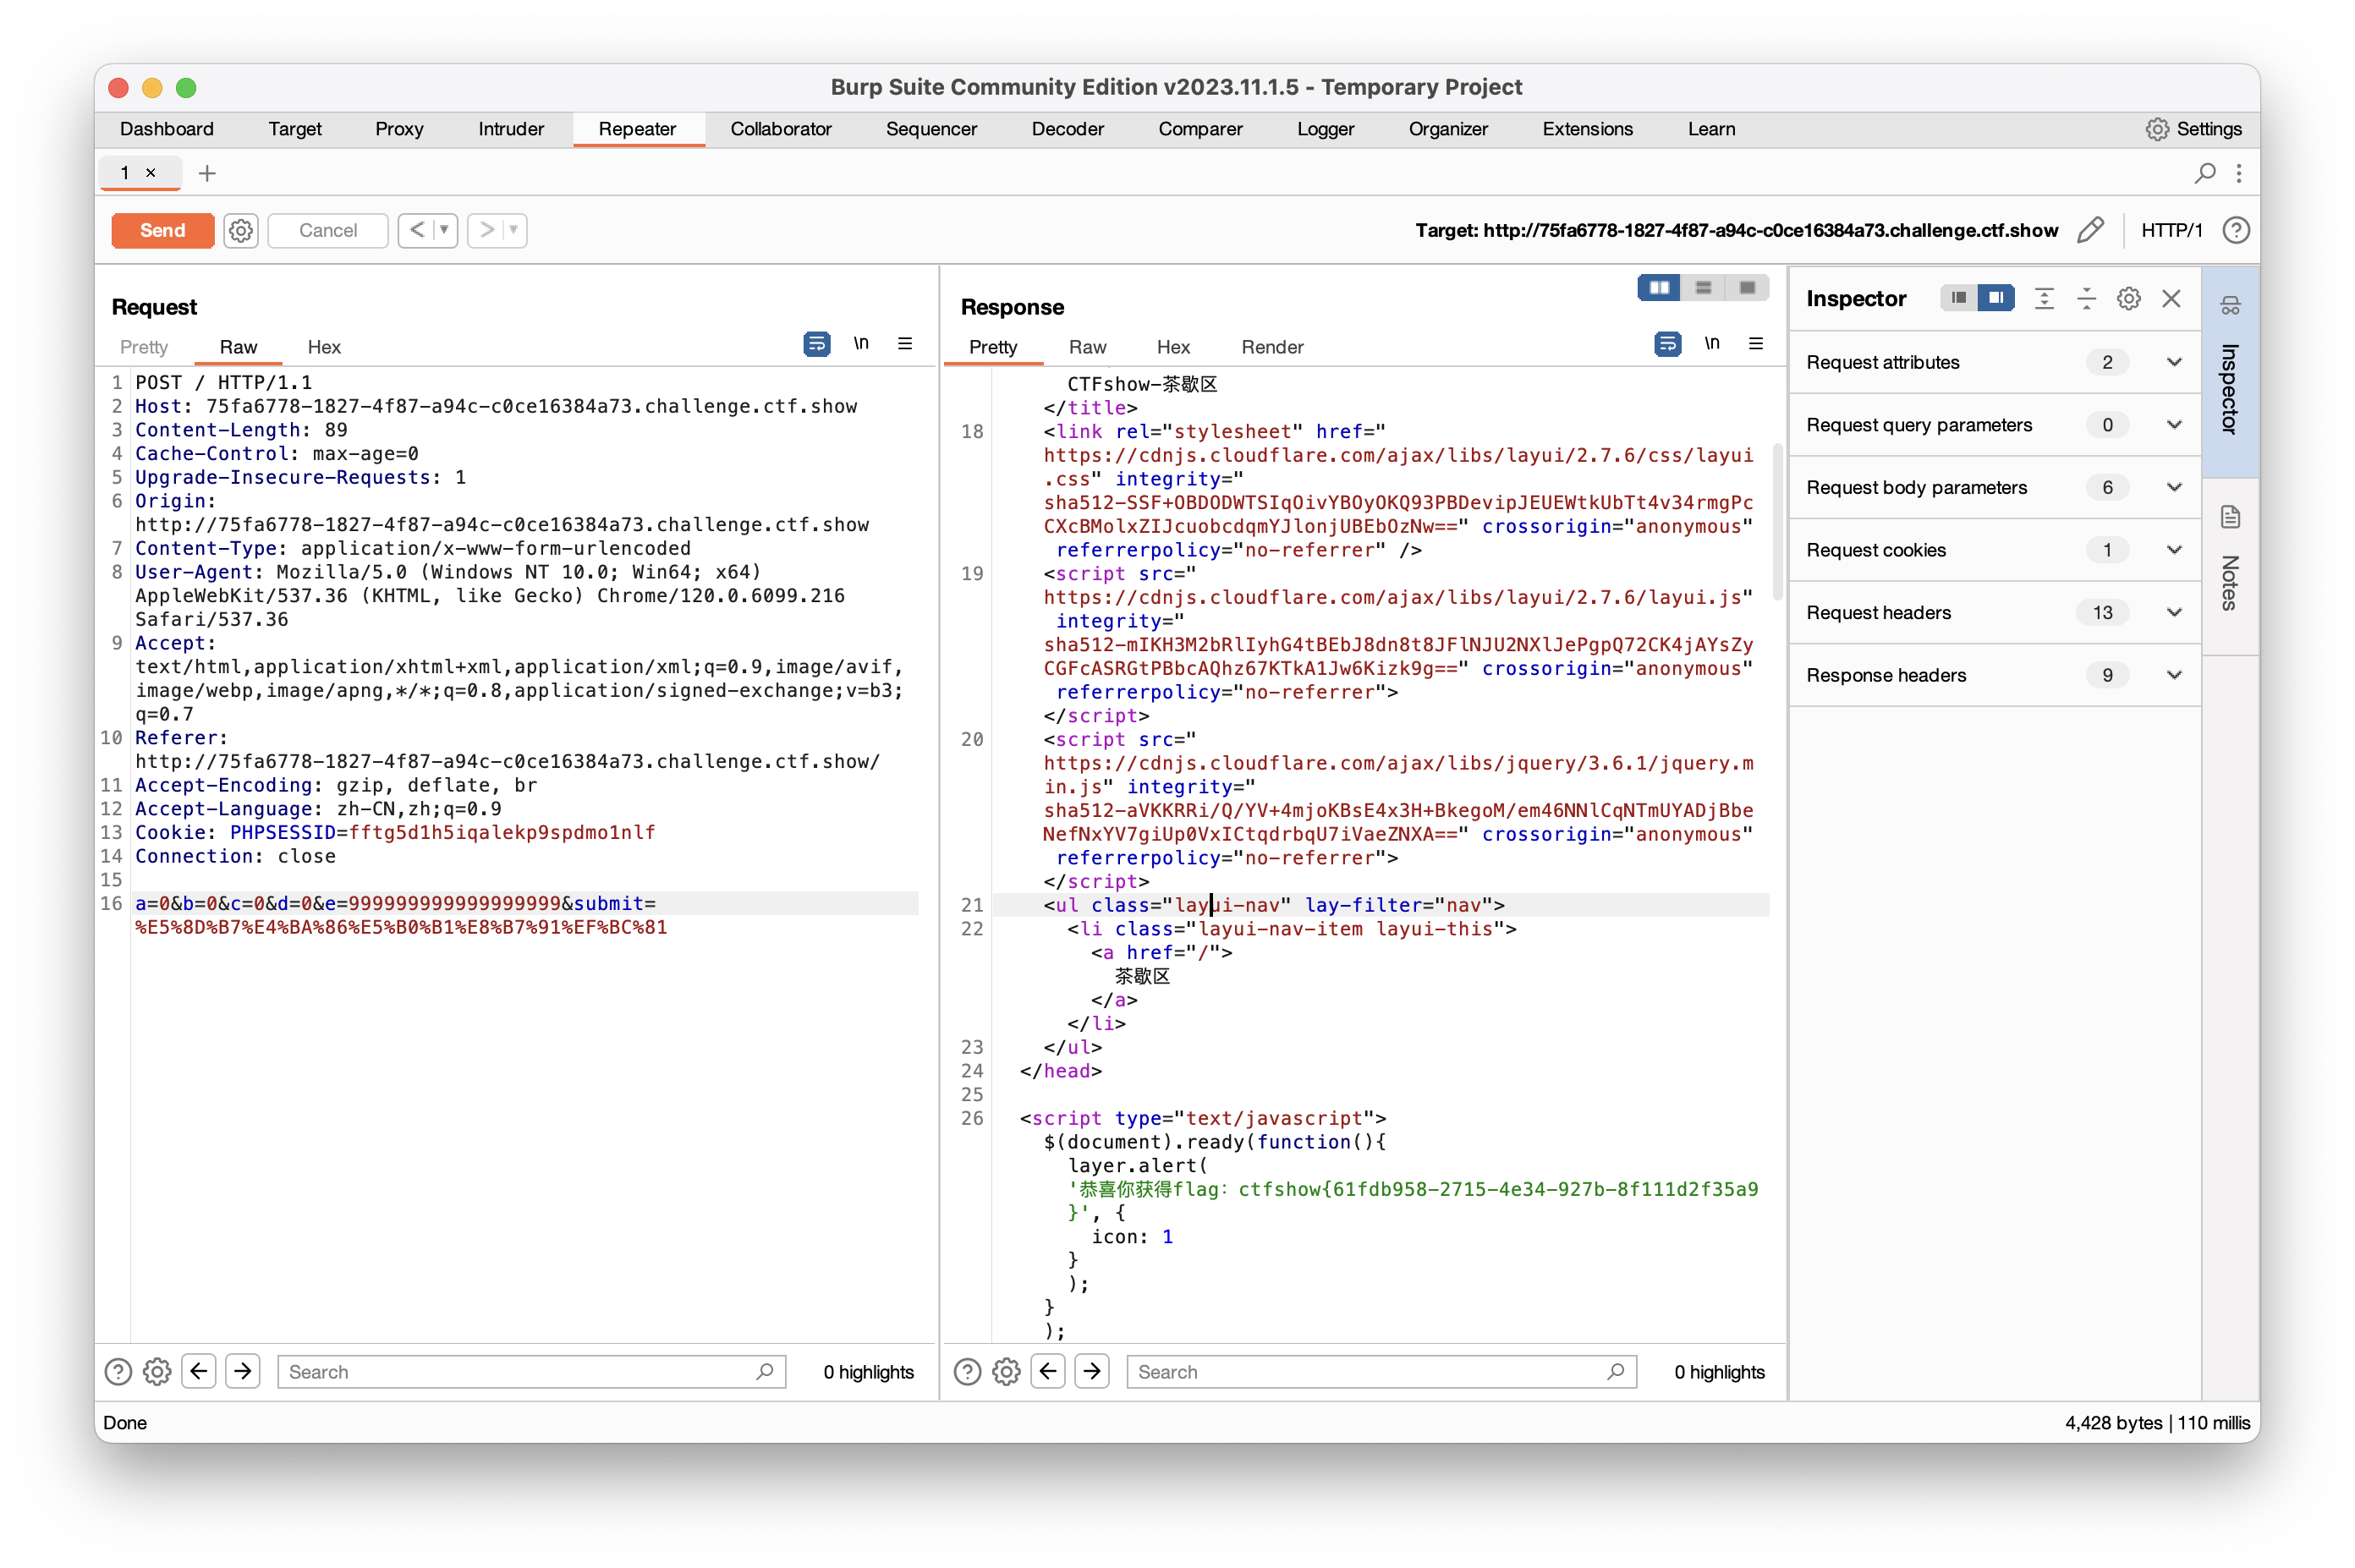 Burp Suite Community Edition v2023.11.1.5 - Temporary Project
Dashboard Target Proxy Intruder Repeater Collaborator Sequencer Decoder Comparer Logger Organizer Extensions Learn Settings
1 × +
Send Cancel < > Target: http://75fa6778-1827-4f87-a94c-c0ce16384a73.challenge.ctf.show HTTP/1 ?
Request
Pretty Raw Hex \n
1 POST / HTTP/1.1
2 Host: 75fa6778-1827-4f87-a94c-c0ce16384a73.challenge.ctf.show
3 Content-Length: 89
4 Cache-Control: max-age=0
5 Upgrade-Insecure-Requests: 1
6 Origin:
http://75fa6778-1827-4f87-a94c-c0ce16384a73.challenge.ctf.show
7 Content-Type: application/x-www-form-urlencoded
8 User-Agent: Mozilla/5.0 (Windows NT 10.0; Win64; x64)
AppleWebKit/537.36 (KHTML, like Gecko) Chrome/120.0.6099.216
Safari/537.36
9 Accept:
text/html,application/xhtml+xml,application/xml;q=0.9,image/avif,
image/webp,image/apng,*/*;q=0.8,application/signed-exchange;v=b3;
q=0.7
10 Referer:
http://75fa6778-1827-4f87-a94c-c0ce16384a73.challenge.ctf.show/
11 Accept-Encoding: gzip, deflate, br
12 Accept-Language: zh-CN,zh;q=0.9
13 Cookie: PHPSESSID=fftg5d1h5iqalekp9spdmo1nlf
14 Connection: close
15
16 a=0&b=0&c=0&d=0&e=999999999999999999&submit=
%E5%8D%B7%E4%BA%86%E5%B0%B1%E8%B7%91%EF%BC%81
Search 0 highlights
Response
Pretty Raw Hex Render \n
CTFshow-茶歇区
</title>
18 <link rel="stylesheet" href="
https://cdnjs.cloudflare.com/ajax/libs/layui/2.7.6/css/layui
.css" integrity="
sha512-SSF+OBDODWTSIqOivYBOyOKQ93PBDevipJEUEWtkUbTt4v34rmgPc
CXcBMolxZIJcuobcdqmYJlonjUBEbOzNw==" crossorigin="anonymous"
referrerpolicy="no-referrer" />
19 <script src="
https://cdnjs.cloudflare.com/ajax/libs/layui/2.7.6/layui.js"
integrity="
sha512-mIKH3M2bRlIyhG4tBEbJ8dn8t8JFlNJU2NXlJePgpQ72CK4jAYsZy
CGFcASRGtPBbcAQhz67KTkA1Jw6Kizk9g==" crossorigin="anonymous"
referrerpolicy="no-referrer">
</script>
20 <script src="
https://cdnjs.cloudflare.com/ajax/libs/jquery/3.6.1/jquery.m
in.js" integrity="
sha512-aVKKRRi/Q/YV+4mjoKBsE4x3H+BkegoM/em46NNlCqNTmUYADjBbe
NefNxYV7giUp0VxICtqdrbqU7iVaeZNXA==" crossorigin="anonymous"
referrerpolicy="no-referrer">
</script>
21 <ul class="layui-nav" lay-filter="nav">
22 <li class="layui-nav-item layui-this">
<a href="/">
茶歇区
</a>
</li>
23 </ul>
24 </head>
25
26 <script type="text/javascript">
$(document).ready(function(){
layer.alert(
'恭喜你获得flag：ctfshow{61fdb958-2715-4e34-927b-8f111d2f35a9
}', {
icon: 1
}
);
}
);
Search 0 highlights
Inspector
Request attributes 2
Request query parameters 0
Request body parameters 6
Request cookies 1
Request headers 13
Response headers 9
Inspector
Notes
Done
4,428 bytes | 110 millis